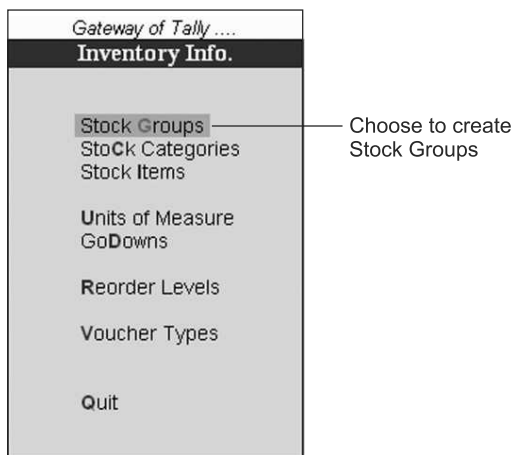 Gateway of Tally ....
Inventory Info.
Stock Groups
Choose to create
Stock Groups
StoCk Categories
Stock Items
Units of Measure
GoDowns
Reorder Levels
Voucher Types
Quit